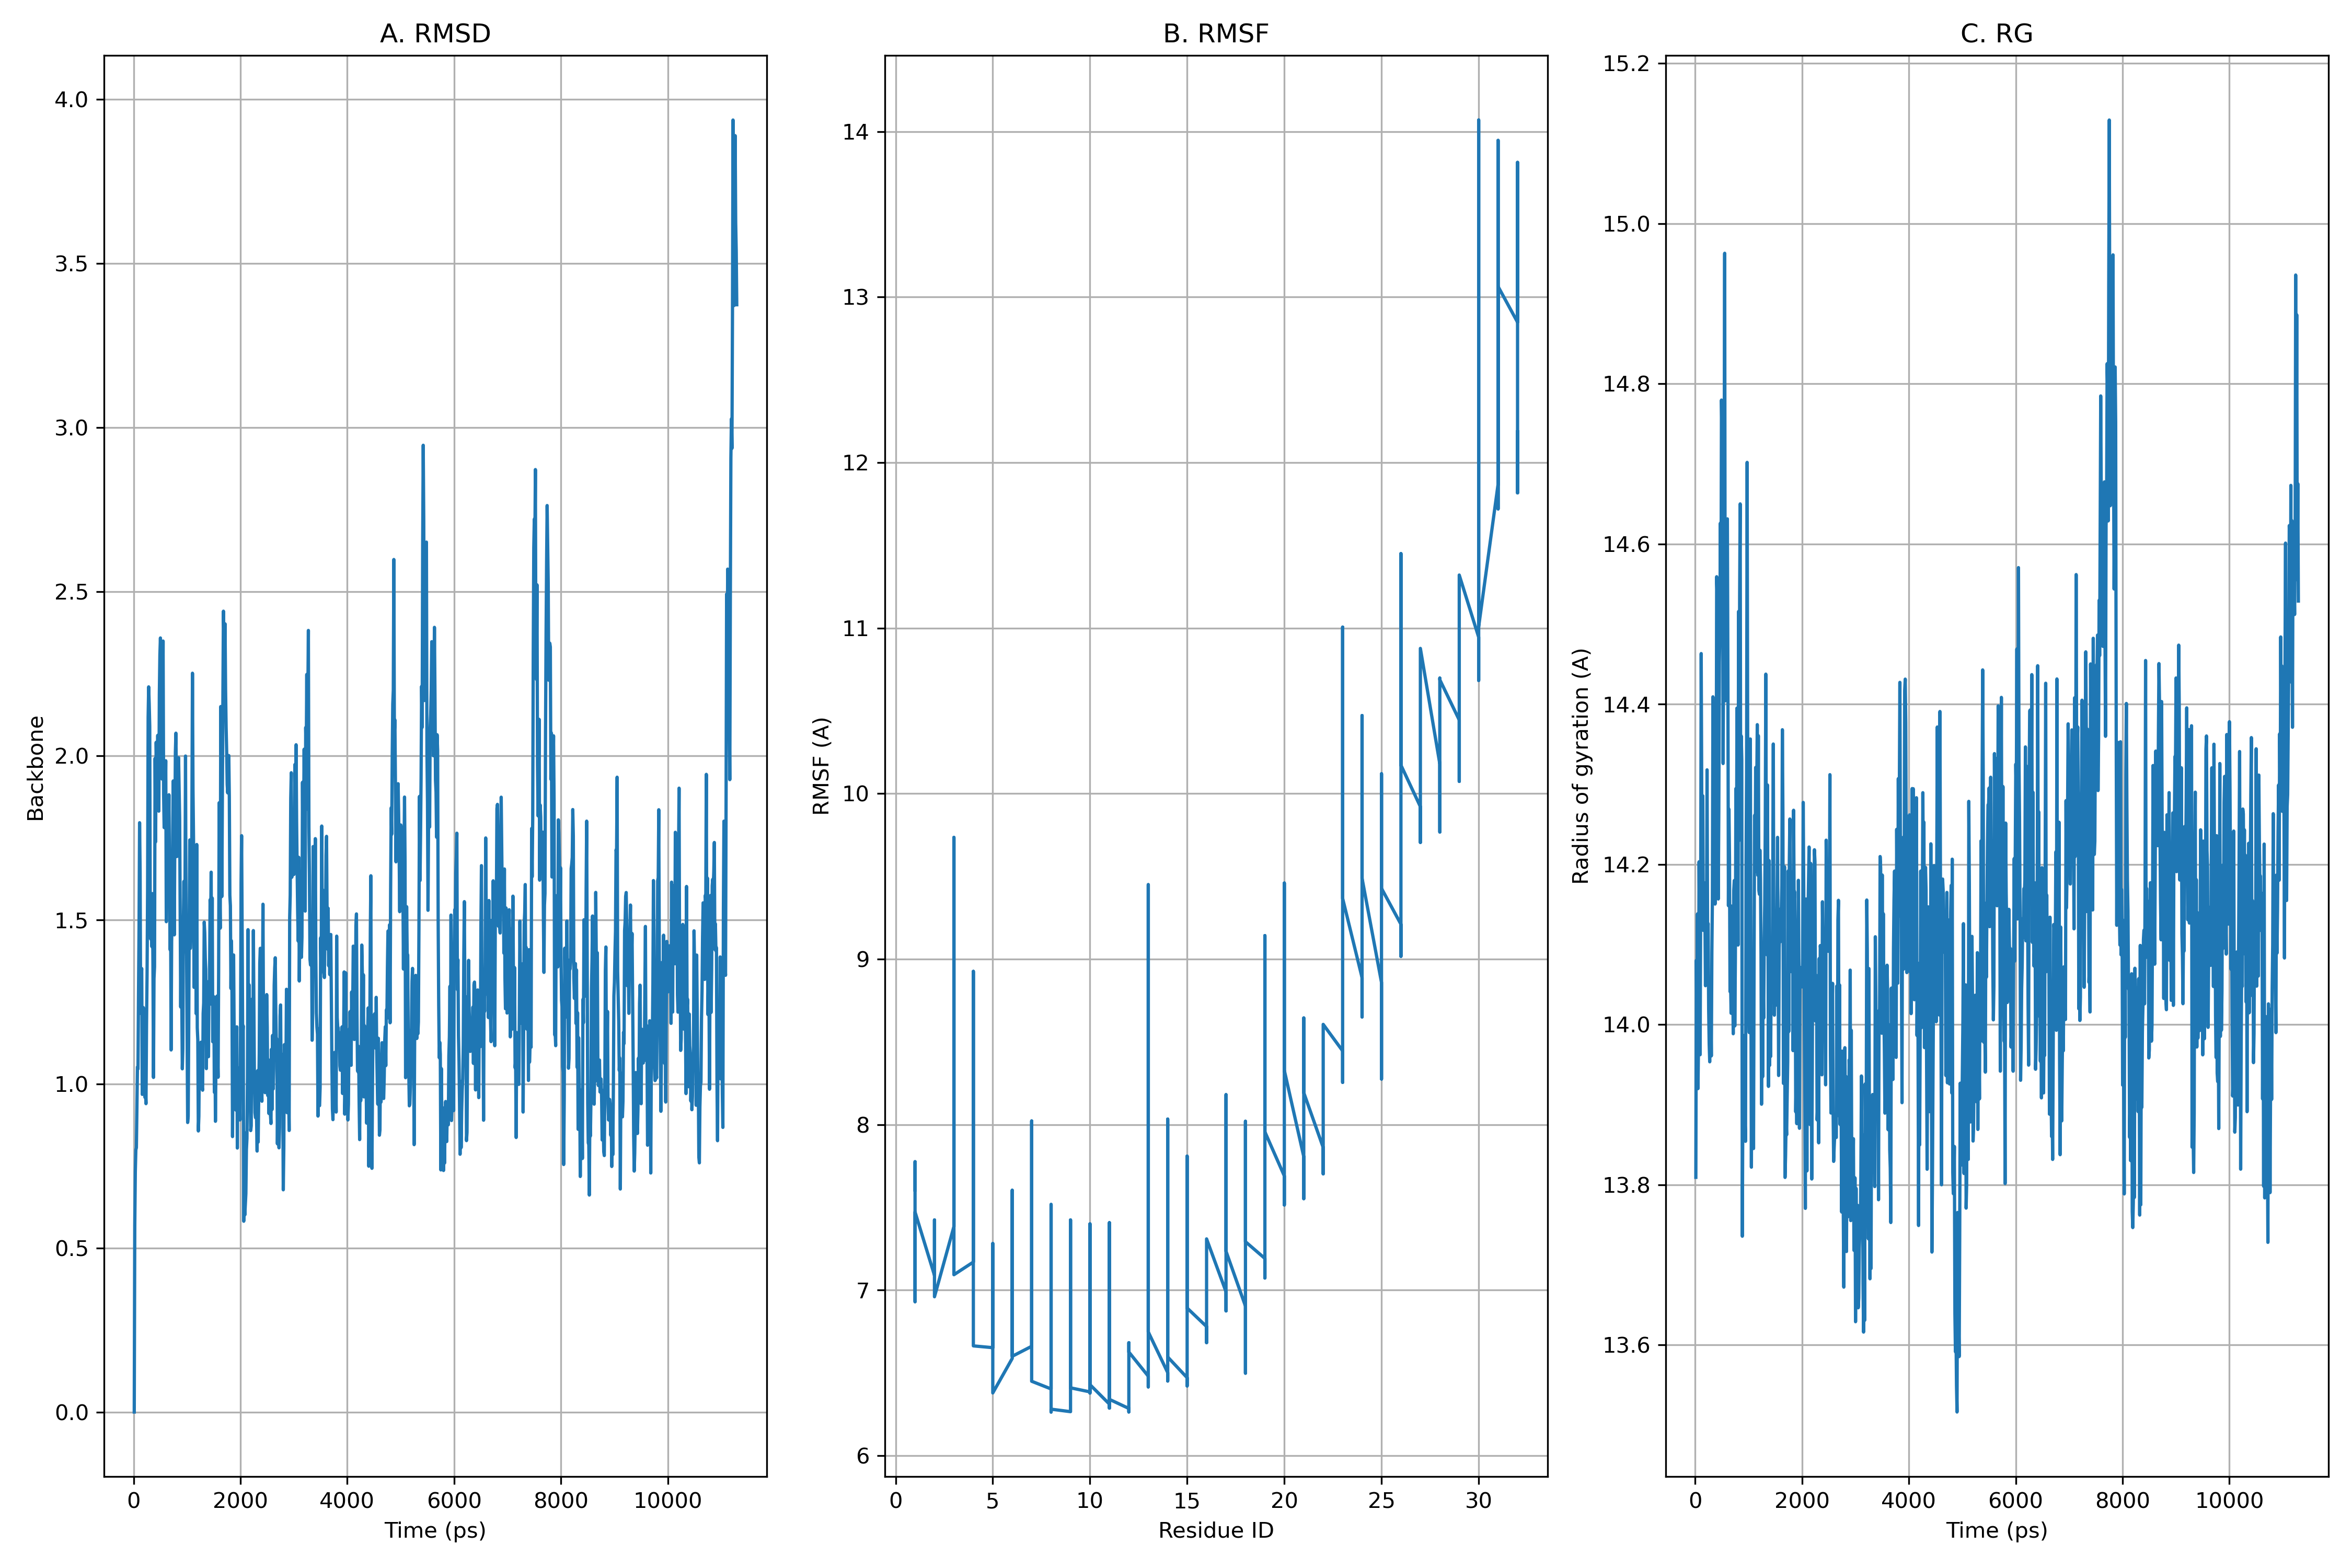 A. RMSD
Backbone
4.0
3.5
3.0
2.5
2.0
1.5
1.0
0.5
0.0
0 2000 4000 6000 8000 10000
Time (ps)
B. RMSF
RMSF (A)
14
13
12
11
10
9
8
7
6
0 5 10 15 20 25 30
Residue ID
C. RG
Radius of gyration (A)
15.2
15.0
14.8
14.6
14.4
14.2
14.0
13.8
13.6
0 2000 4000 6000 8000 10000
Time (ps)